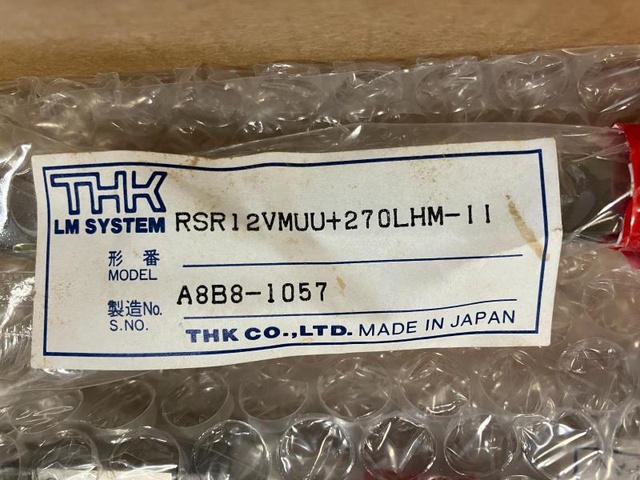 THK
LM SYSTEM
RSR12VMUU+270LHM-II
形 番
MODEL
A8B8-1057
製造No.
S.NO.
THK CO.,LTD. MADE IN JAPAN